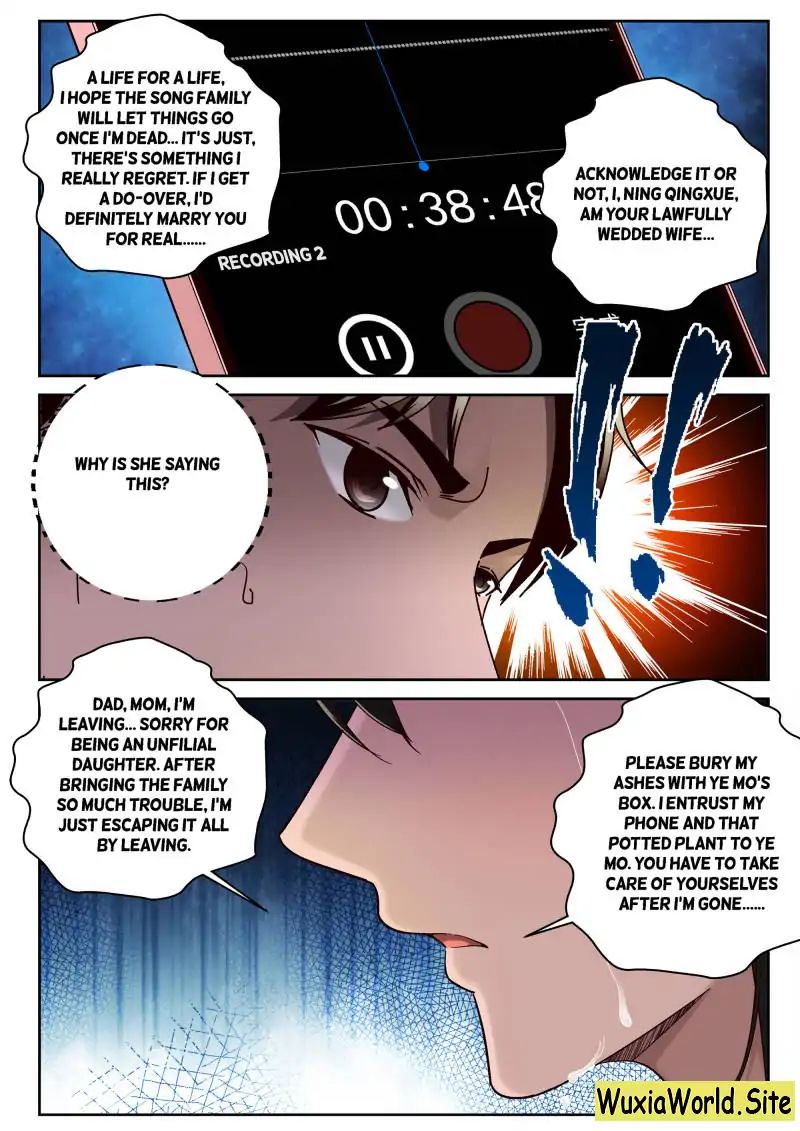 A LIFE FOR A LIFE,
I HOPE THE SONG FAMILY
WILL LET THINGS GO
ONCE I'M DEAD... IT'S JUST,
THERE'S SOMETHING I
REALLY REGRET. IF I GET
A DO-OVER, I'D
DEFINITELY MARRY YOU
FOR REAL......
ACKNOWLEDGE IT OR
NOT, I, NING QINGXUE,
AM YOUR LAWFULLY
WEDDED WIFE...
00:38:48
RECORDING 2
!!
WHY IS SHE SAYING
THIS?
DAD, MOM, I'M
LEAVING... SORRY FOR
BEING AN UNFILIAL
DAUGHTER. AFTER
BRINGING THE FAMILY
SO MUCH TROUBLE, I'M
JUST ESCAPING IT ALL
BY LEAVING.
PLEASE BURY MY
ASHES WITH YE MO'S
BOX. I ENTRUST MY
PHONE AND THAT
POTTED PLANT TO YE
MO. YOU HAVE TO TAKE
CARE OF YOURSELVES
AFTER I'M GONE......
WuxiaWorld.Site